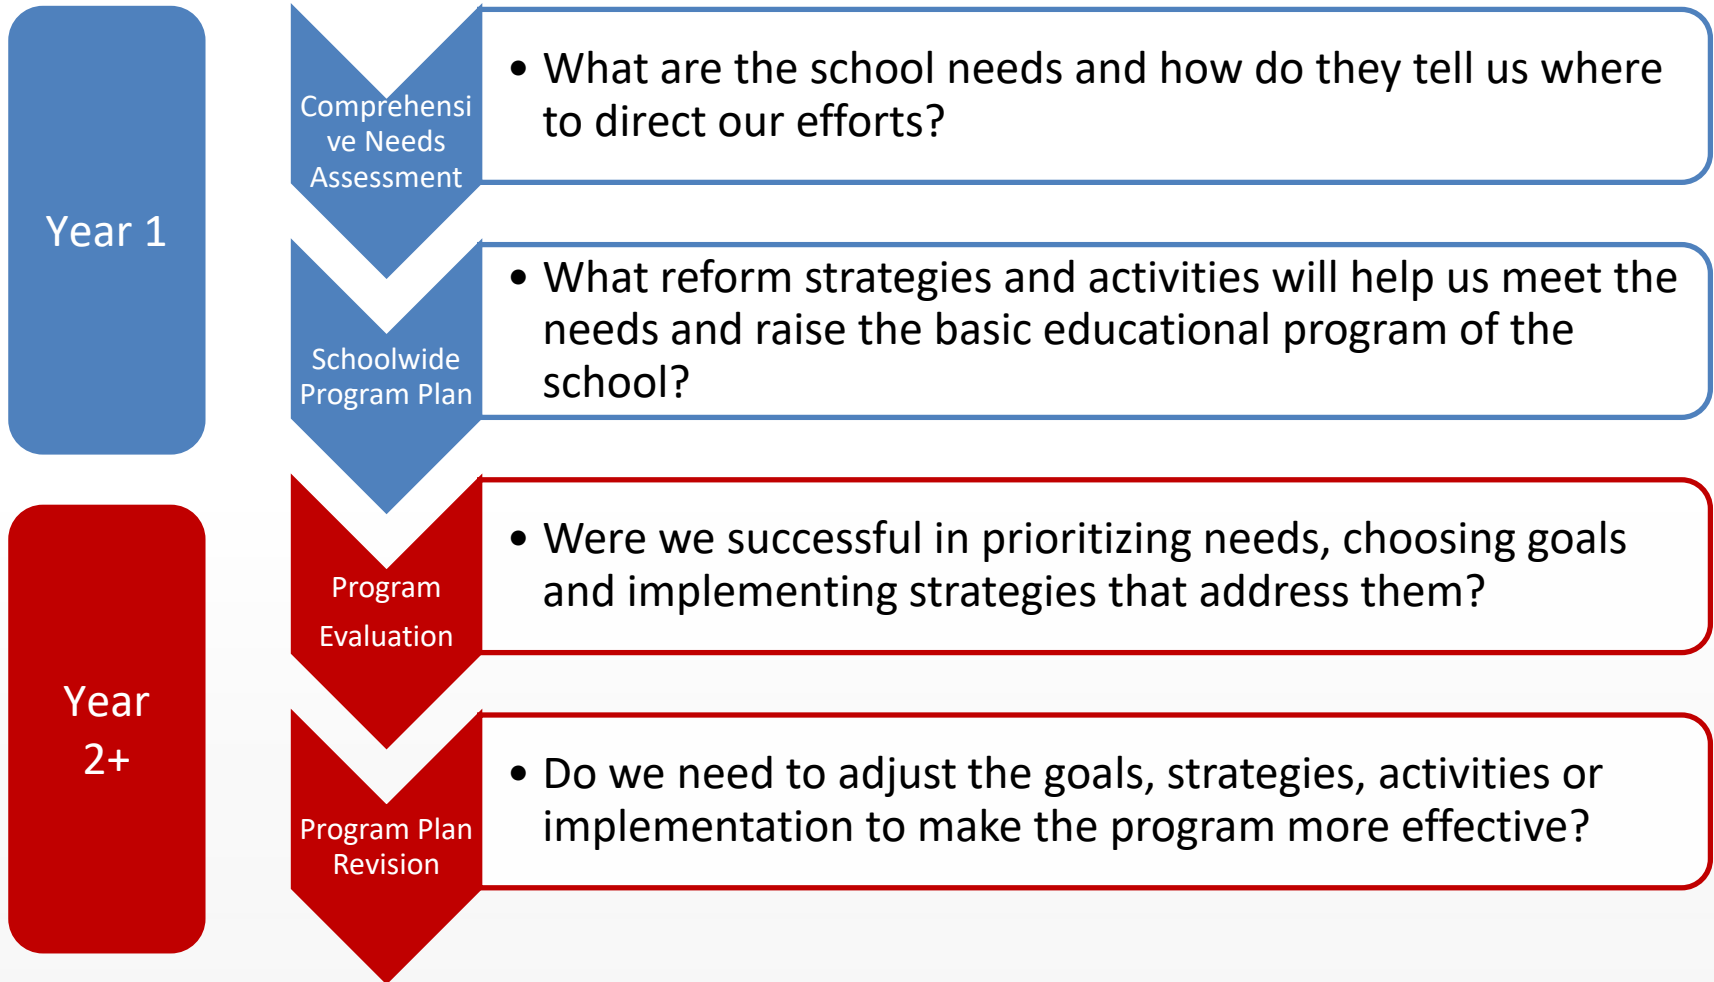 Year 1
Comprehensi
ve Needs
Assessment
• What are the school needs and how do they tell us where
to direct our efforts?
Schoolwide
Program Plan
• What reform strategies and activities will help us meet the
needs and raise the basic educational program of the
school?
Year
2+
Program
Evaluation
• Were we successful in prioritizing needs, choosing goals
and implementing strategies that address them?
Program Plan
Revision
• Do we need to adjust the goals, strategies, activities or
implementation to make the program more effective?